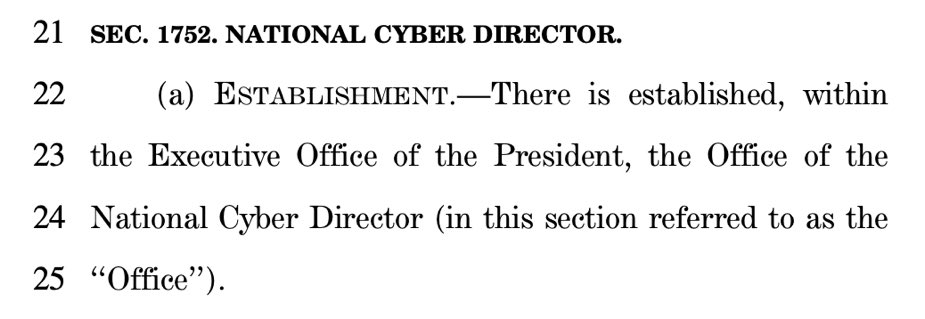 21 SEC. 1752. NATIONAL CYBER DIRECTOR.
22 (a) ESTABLISHMENT.—There is established, within
23 the Executive Office of the President, the Office of the
24 National Cyber Director (in this section referred to as the
25 ‘‘Office’’).